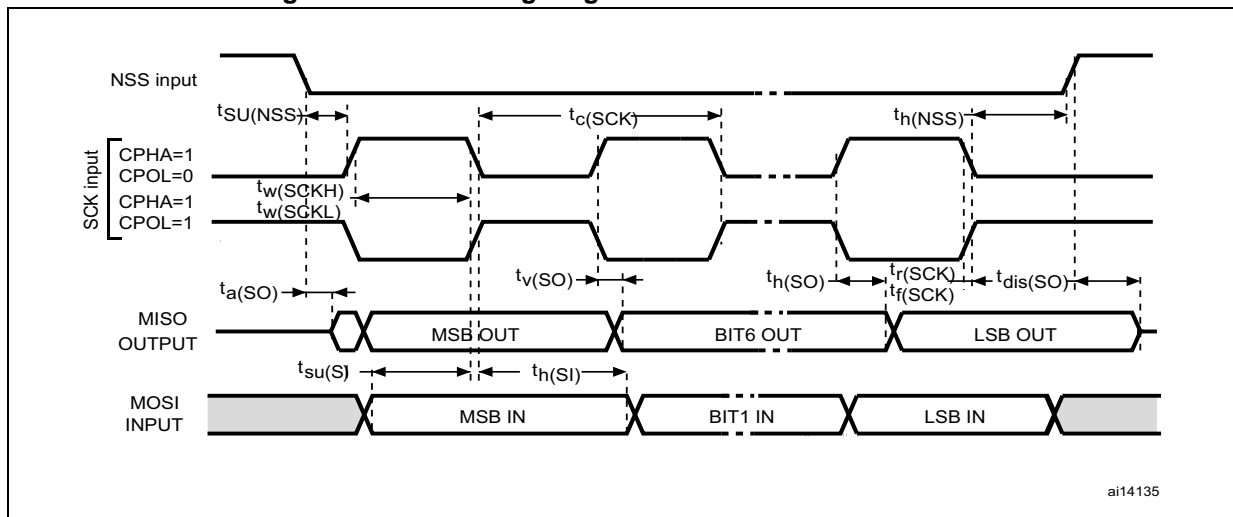 NSS input
tSU(NSS)
tc(SCK)
th(NSS)
SCK input
CPHA=1
CPOL=0
tw(SCKH)
CPHA=1
tw(SCKL)
CPOL=1
ta(SO)
tv(SO)
th(SO)
tr(SCK)
tf(SCK)
tdis(SO)
MISO
OUTPUT
MSB OUT
BIT6 OUT
LSB OUT
tsu(SI
th(SI)
MOSI
INPUT
MSB IN
BIT1 IN
LSB IN
ai14135